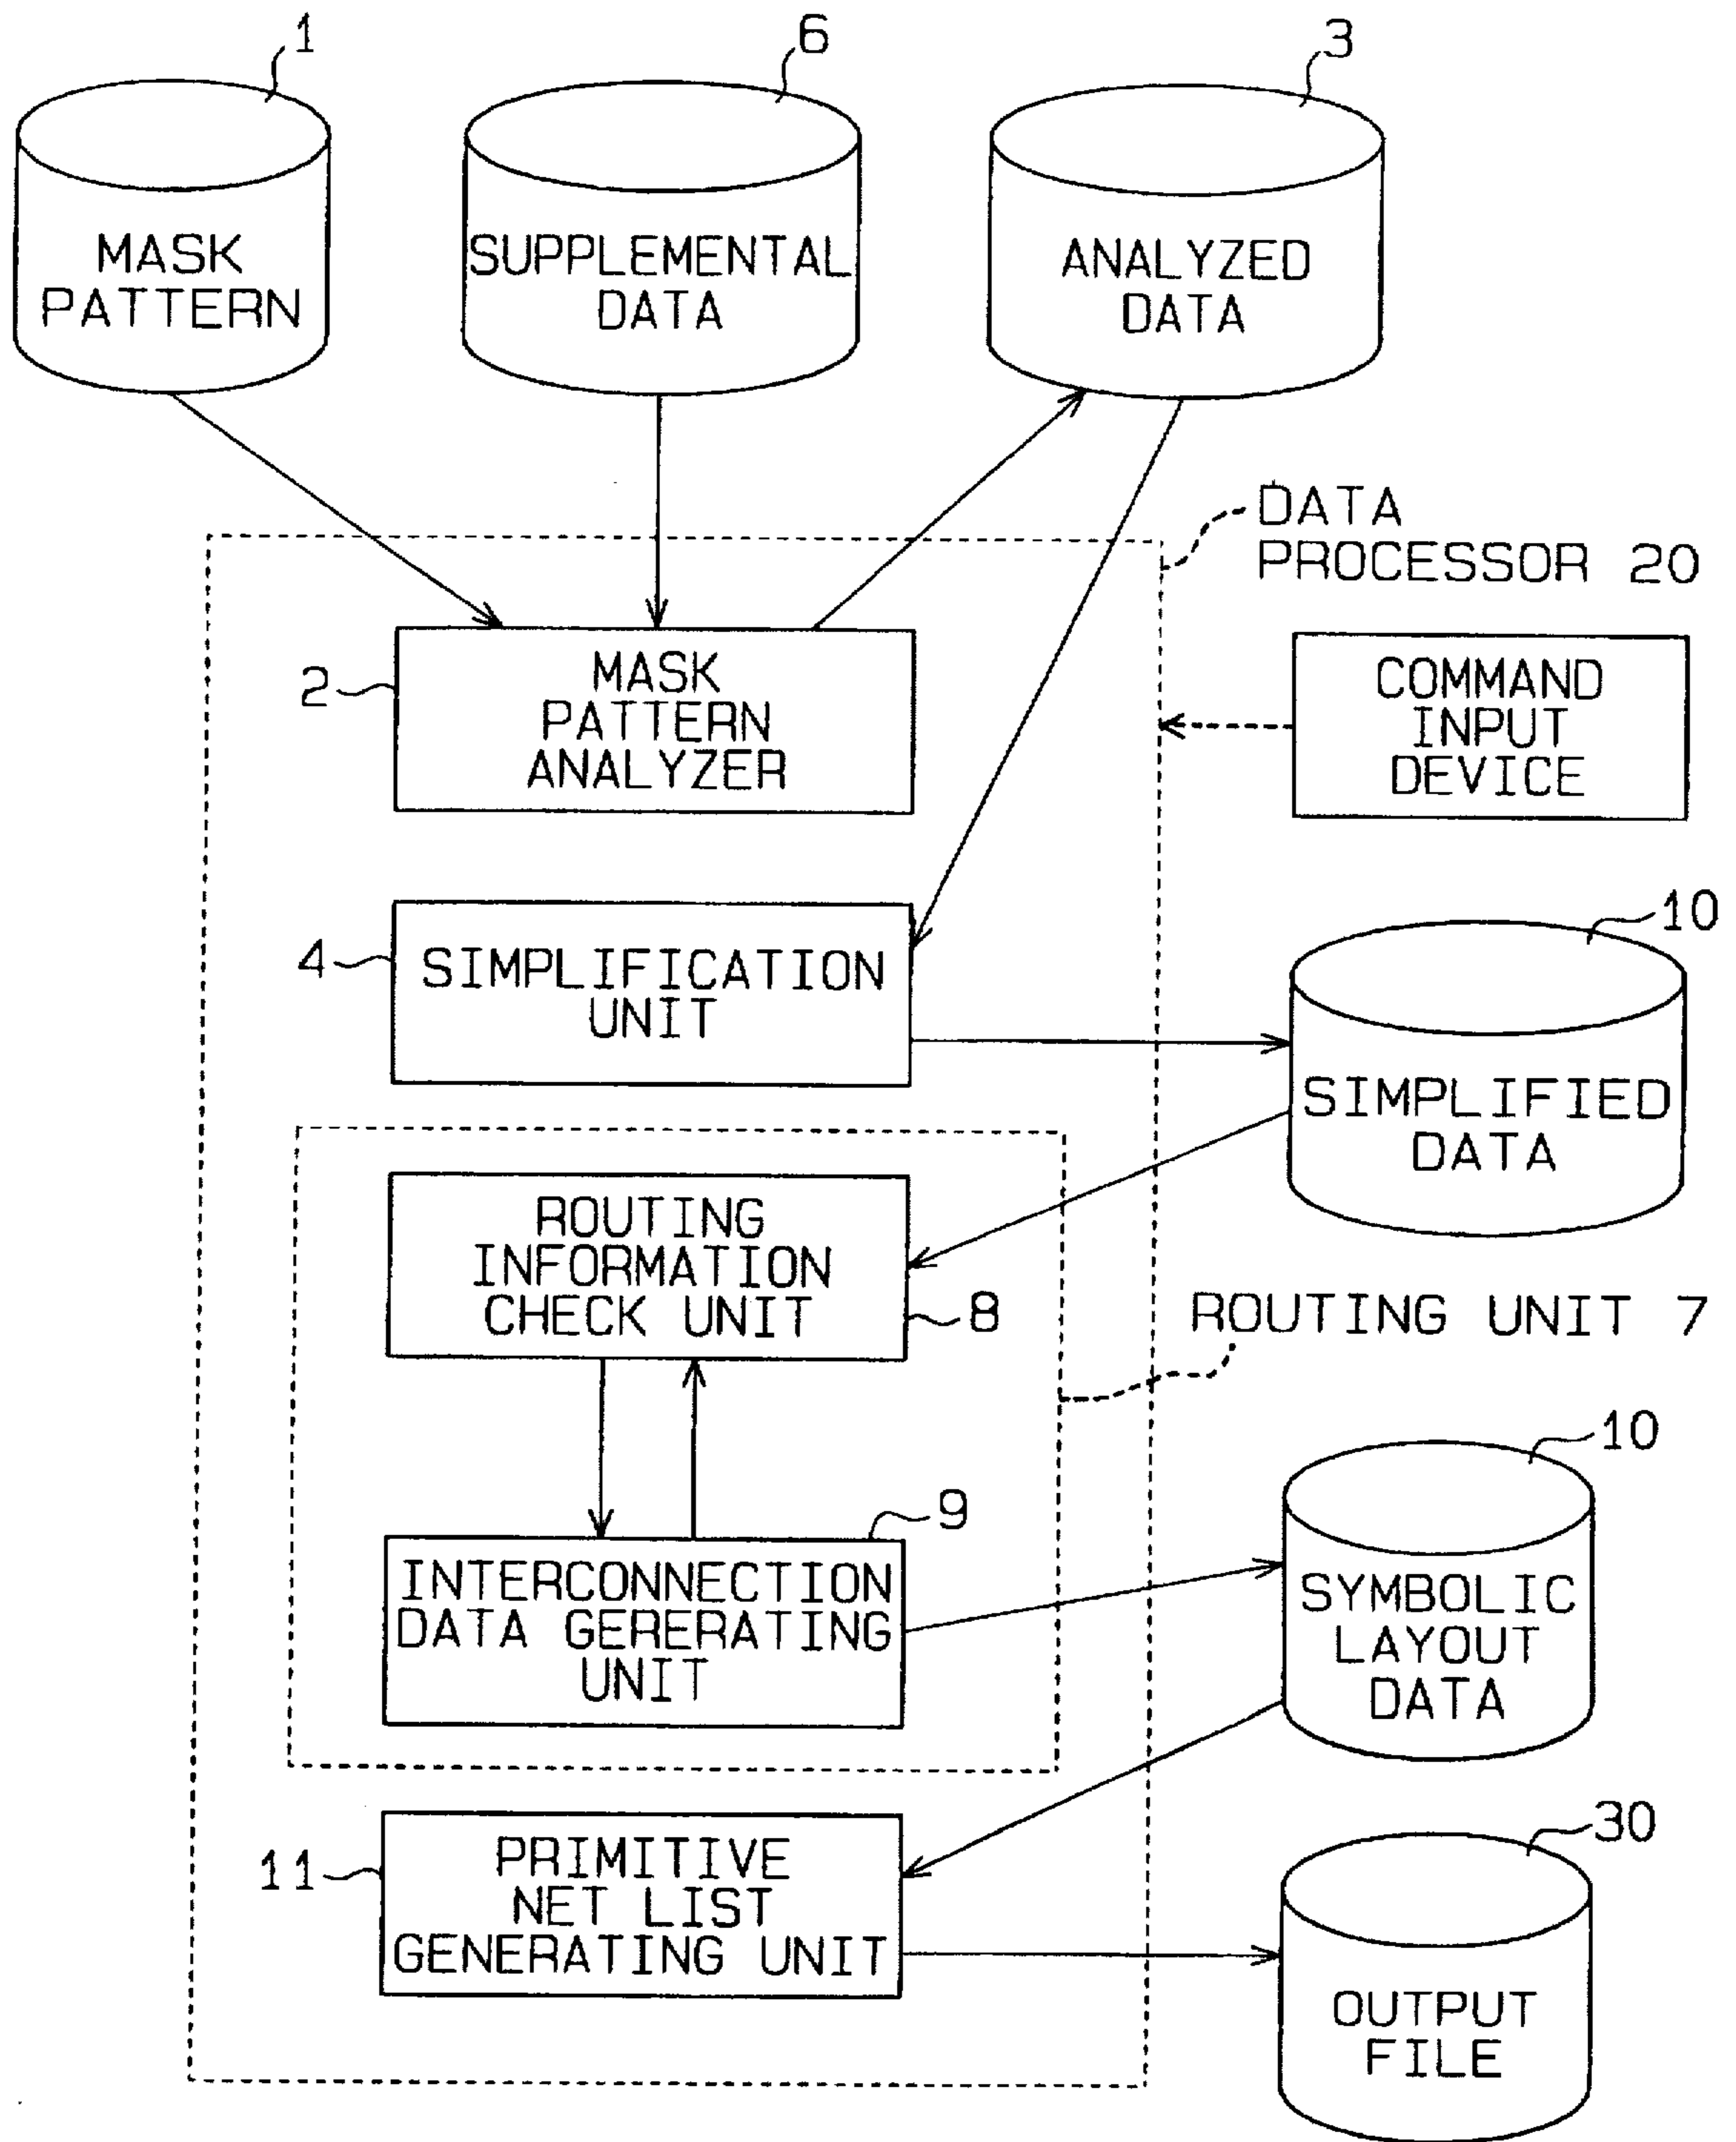 1
6
3
MASK
PATTERN
SUPPLEMENTAL
DATA
ANALYZED
DATA
DATA
PROCESSOR 20
2
MASK
PATTERN
ANALYZER
COMMAND
INPUT
DEVICE
4
SIMPLIFICATION
UNIT
10
SIMPLIFIED
DATA
ROUTING
INFORMATION
CHECK UNIT
8
ROUTING UNIT 7
9
INTERCONNECTION
DATA GERERATING
UNIT
10
SYMBOLIC
LAYOUT
DATA
11
PRIMITIVE
NET LIST
GENERATING UNIT
30
OUTPUT
FILE